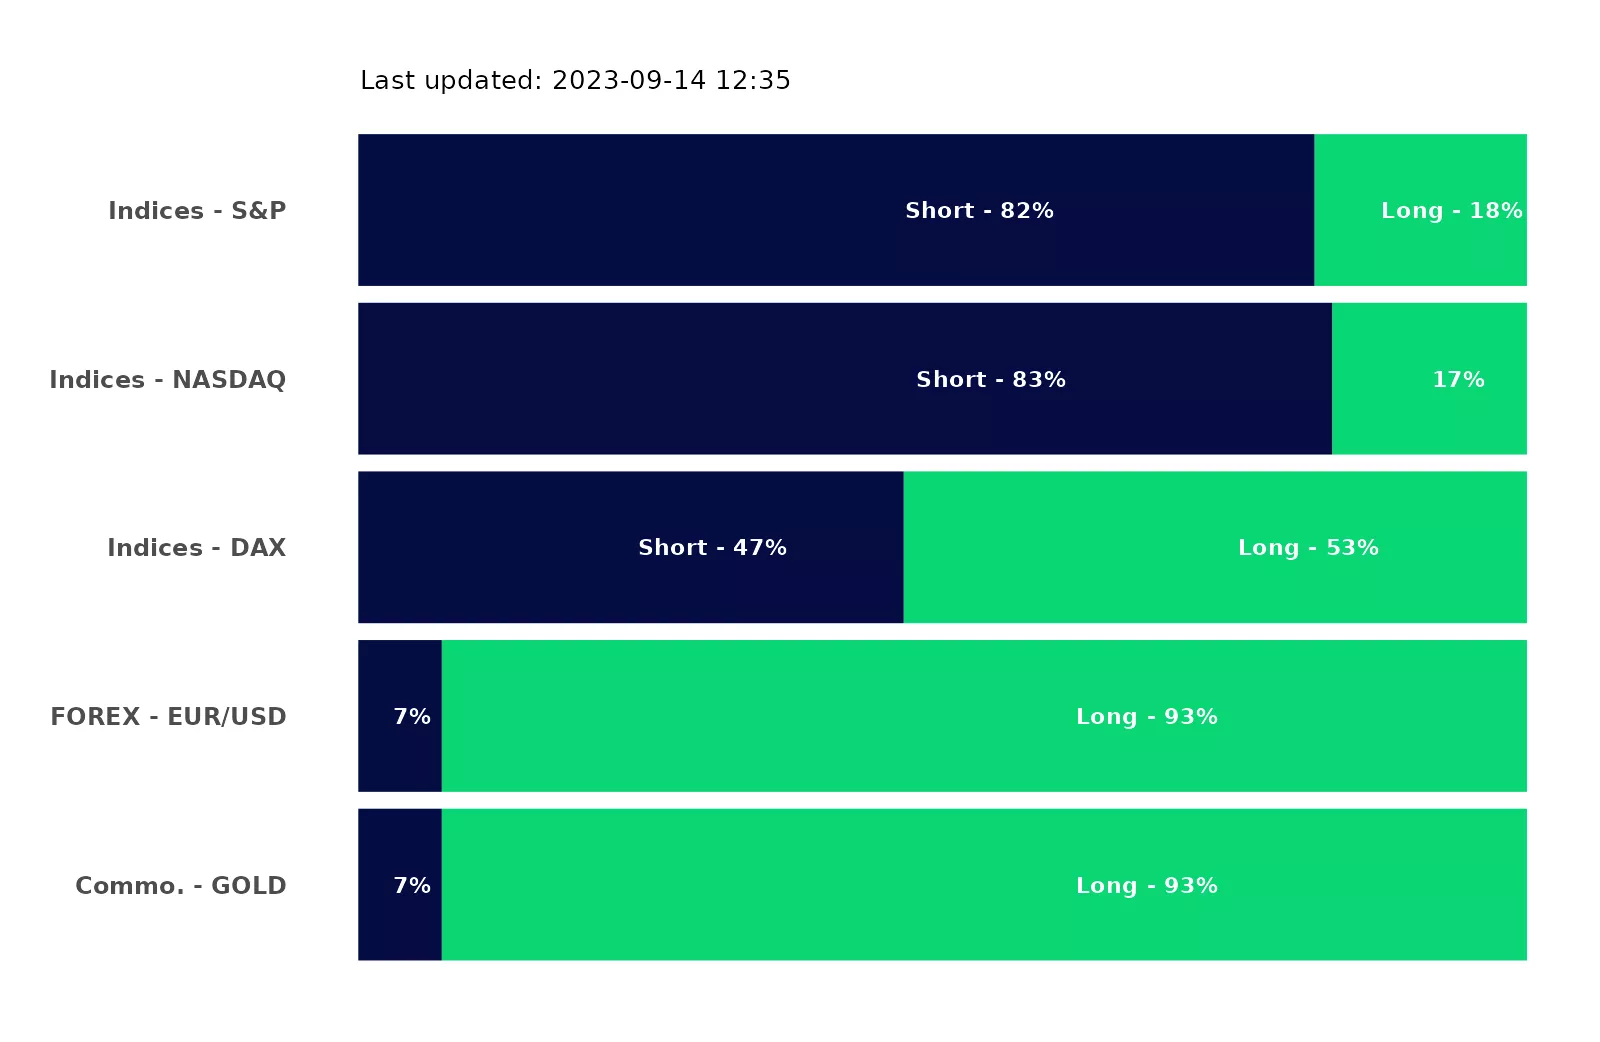 Last updated: 2023-09-14 12:35
Indices - S&P Short - 82% Long - 18%
Indices - NASDAQ Short - 83% 17%
Indices - DAX Short - 47% Long - 53%
FOREX - EUR/USD 7% Long - 93%
Commo. - GOLD 7% Long - 93%